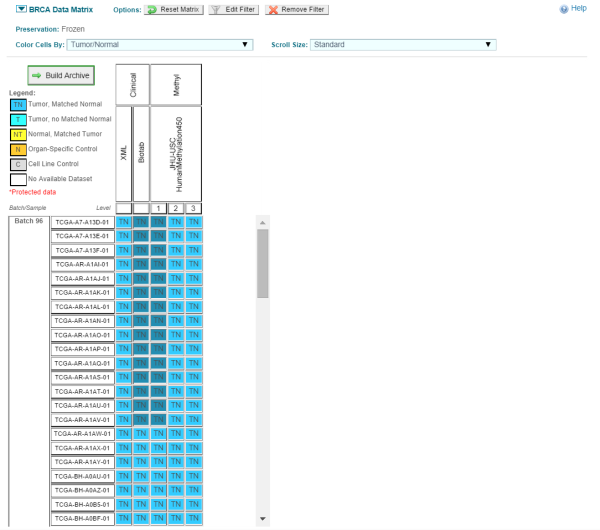 BRCA Data Matrix Options: Reset Matrix Edit Filter Remove Filter Help
Preservation: Frozen
Color Cells By: Tumor/Normal Scroll Size: Standard
Build Archive
Legend:
TN Tumor, Matched Normal
T Tumor, no Matched Normal
NT Normal, Matched Tumor
N Organ-Specific Control
C Cell Line Control
No Available Dataset
*Protected data
Clinical
Methyl
XML
Biotab
JHU-USC
HumanMethylation450
Batch/Sample Level 1 2 3
Batch 96 TCGA-A7-A13D-01 TN TN TN TN TN
TCGA-A7-A13E-01 TN TN TN TN TN
TCGA-A7-A13F-01 TN TN TN TN TN
TCGA-AR-A1AI-01 TN TN TN TN TN
TCGA-AR-A1AJ-01 TN TN TN TN TN
TCGA-AR-A1AK-01 TN TN TN TN TN
TCGA-AR-A1AL-01 TN TN TN TN TN
TCGA-AR-A1AN-01 TN TN TN TN TN
TCGA-AR-A1AO-01 TN TN TN TN TN
TCGA-AR-A1AP-01 TN TN TN TN TN
TCGA-AR-A1AQ-01 TN TN TN TN TN
TCGA-AR-A1AS-01 TN TN TN TN TN
TCGA-AR-A1AT-01 TN TN TN TN TN
TCGA-AR-A1AU-01 TN TN TN TN TN
TCGA-AR-A1AV-01 TN TN TN TN TN
TCGA-AR-A1AW-01 TN TN TN TN TN
TCGA-AR-A1AX-01 TN TN TN TN TN
TCGA-AR-A1AY-01 TN TN TN TN TN
TCGA-BH-A0AU-01 TN TN TN TN TN
TCGA-BH-A0AZ-01 TN TN TN TN TN
TCGA-BH-A0B5-01 TN TN TN TN TN
TCGA-BH-A0BF-01 TN TN TN TN TN